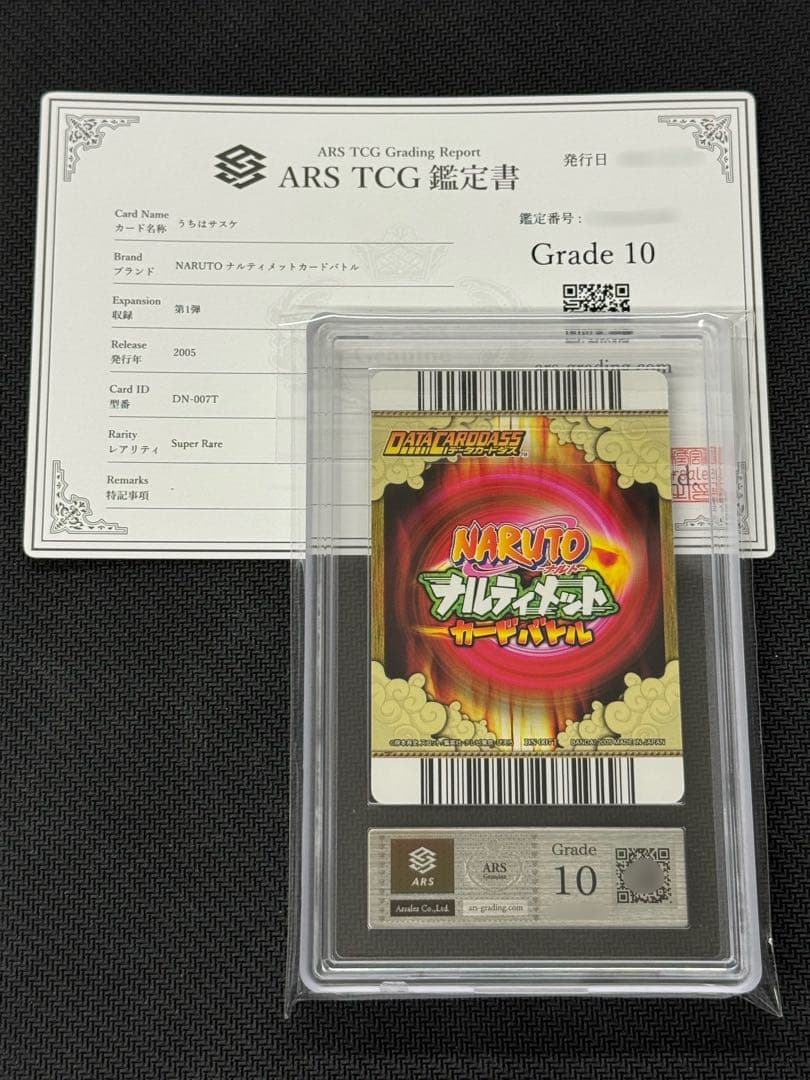 ARS TCG Grading Report
ARS TCG 鑑定書
発行日
鑑定番号 :
Grade 10
Card Name
カード名称 うちはサスケ
Brand
ブランド NARUTO ナルティメットカードバトル
Expansion
収録 第1弾
Release
発行年 2005
Card ID
型番 DN-007T
Rarity
レアリティ Super Rare
Remarks
特記事項 -
ars-grading.com
DATA CARDDASS
データカードダス
NARUTO
-ナルト-
ナルティメット
カードバトル
DN-007T BANDAI 2005 MADE IN JAPAN
ARS
Arsales Co.,Ltd.
ARS
Genuine
ars-grading.com
Grade
10